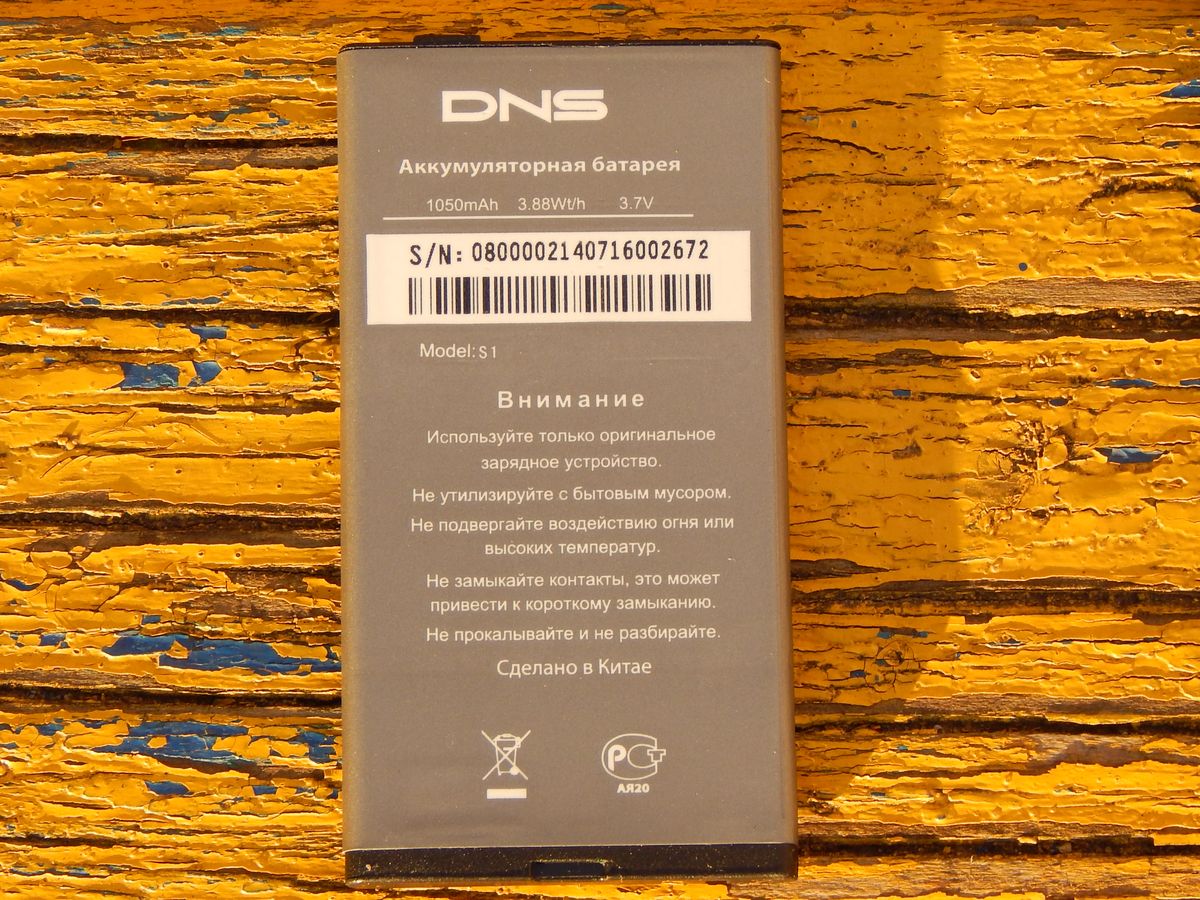 DNS
Аккумуляторная батарея
1050mAh 3.88Wt/h 3.7V
S/N: 0800002140716002672
Model: S1
Внимание
Используйте только оригинальное
зарядное устройство.
Не утилизируйте с бытовым мусором.
Не подвергайте воздействию огня или
высоких температур.
Не замыкайте контакты, это может
привести к короткому замыканию.
Не прокалывайте и не разбирайте.
Сделано в Китае
РСТ
АЯ20